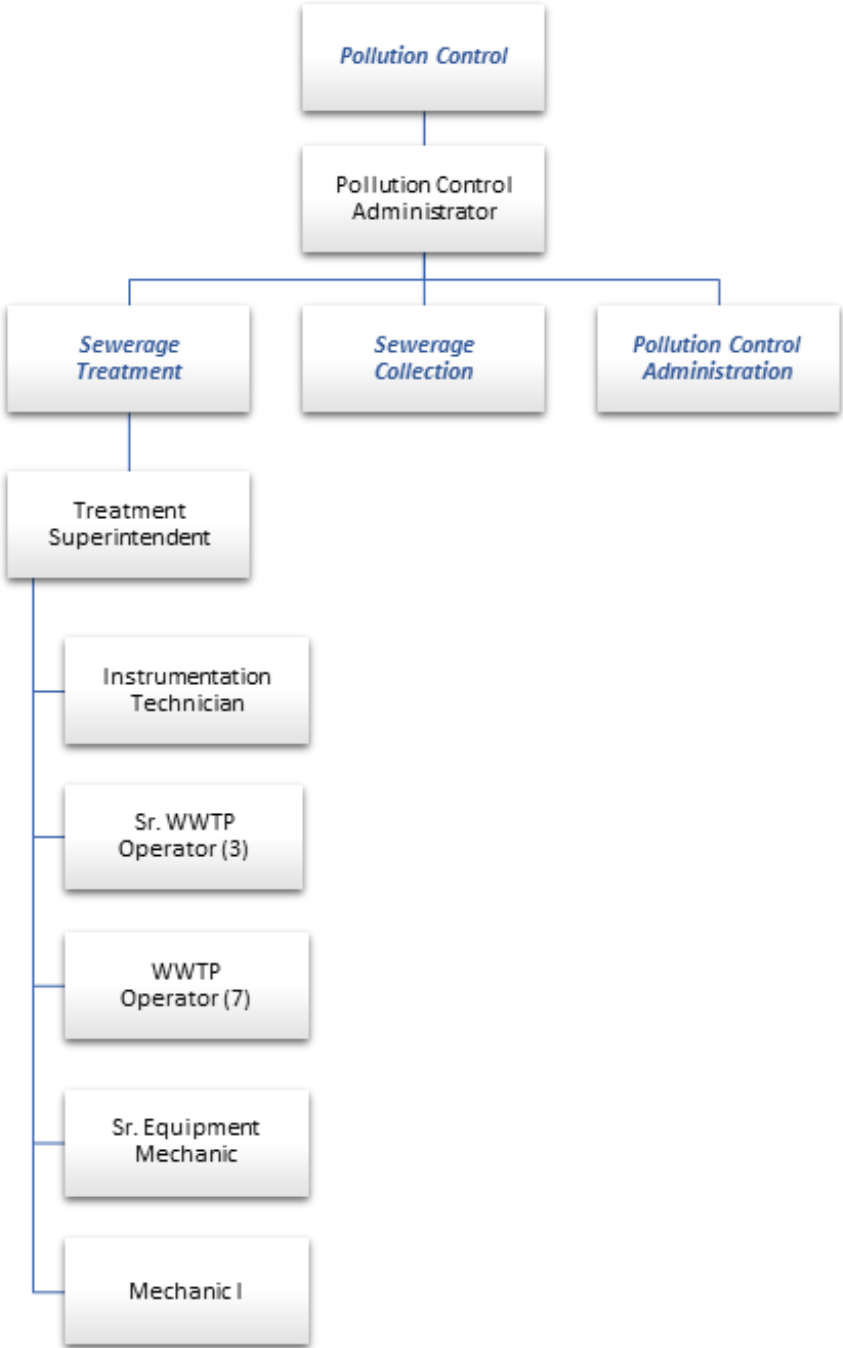 Pollution Control
Pollution Control
Administrator
Sewerage
Treatment
Sewerage
Collection
Pollution Control
Administration
Treatment
Superintendent
Instrumentation
Technician
Sr. WWTP
Operator (3)
WWTP
Operator (7)
Sr. Equipment
Mechanic
Mechanic I